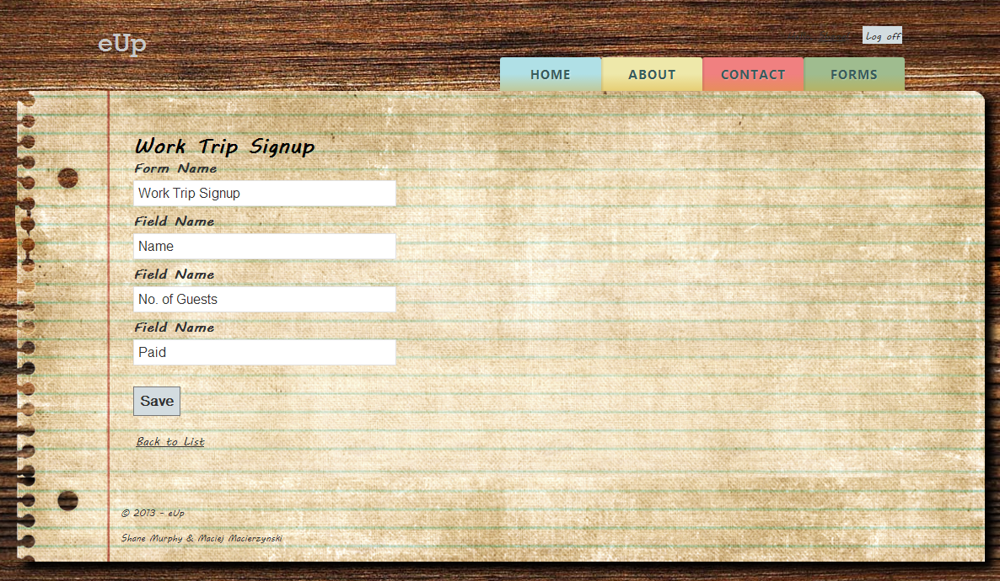 eUp
Log off
HOME ABOUT CONTACT FORMS
Work Trip Signup
Form Name
Work Trip Signup
Field Name
Name
Field Name
No. of Guests
Field Name
Paid
Save
Back to List
© 2013 - eUp
Shane Murphy & Maciej Macierzynski